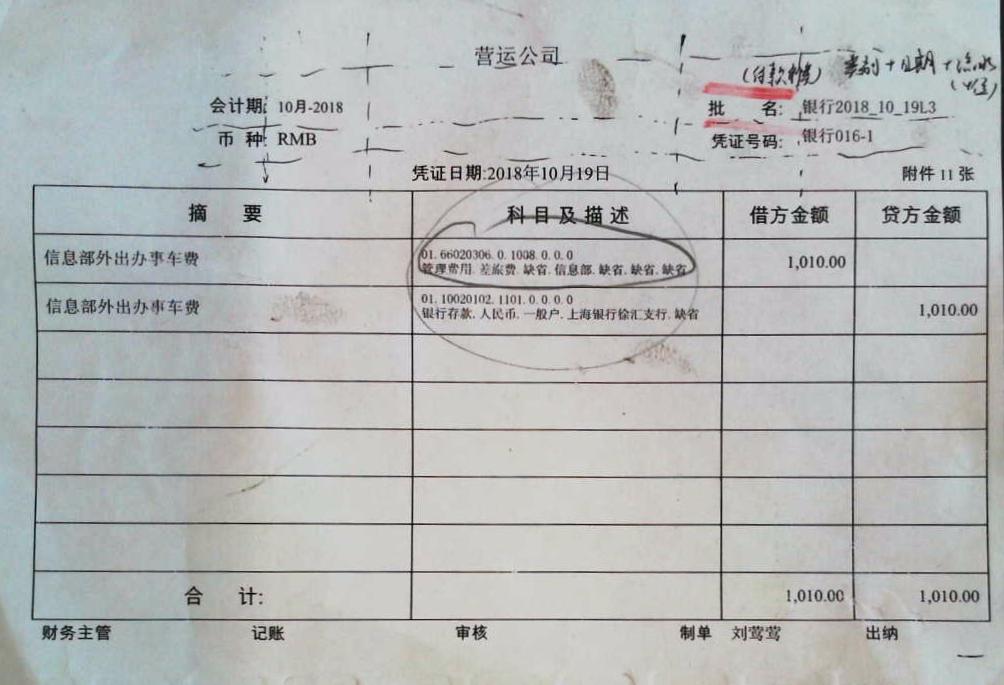 营运公司
(付款 类别+日期+流水
会计期: 10月-2018
批 名: 银行2018_10_19L3
币 种: RMB
凭证号码: 银行016-1
凭证日期:2018年10月19日
附件 11 张
摘 要 科目及描述 借方金额 贷方金额
01. 66020306. 0. 1008. 0. 0. 0
信息部外出办事车费 管理费用. 差旅费. 缺省. 信息部. 缺省. 缺省. 缺省 1,010.00
01. 10020102. 1101. 0. 0. 0. 0
信息部外出办事车费 银行存款. 人民币. 一般户. 上海银行徐汇支行. 缺省 1,010.00
合 计: 1,010.00 1,010.00
财务主管 记账 审核 制单 刘莺莺 出纳